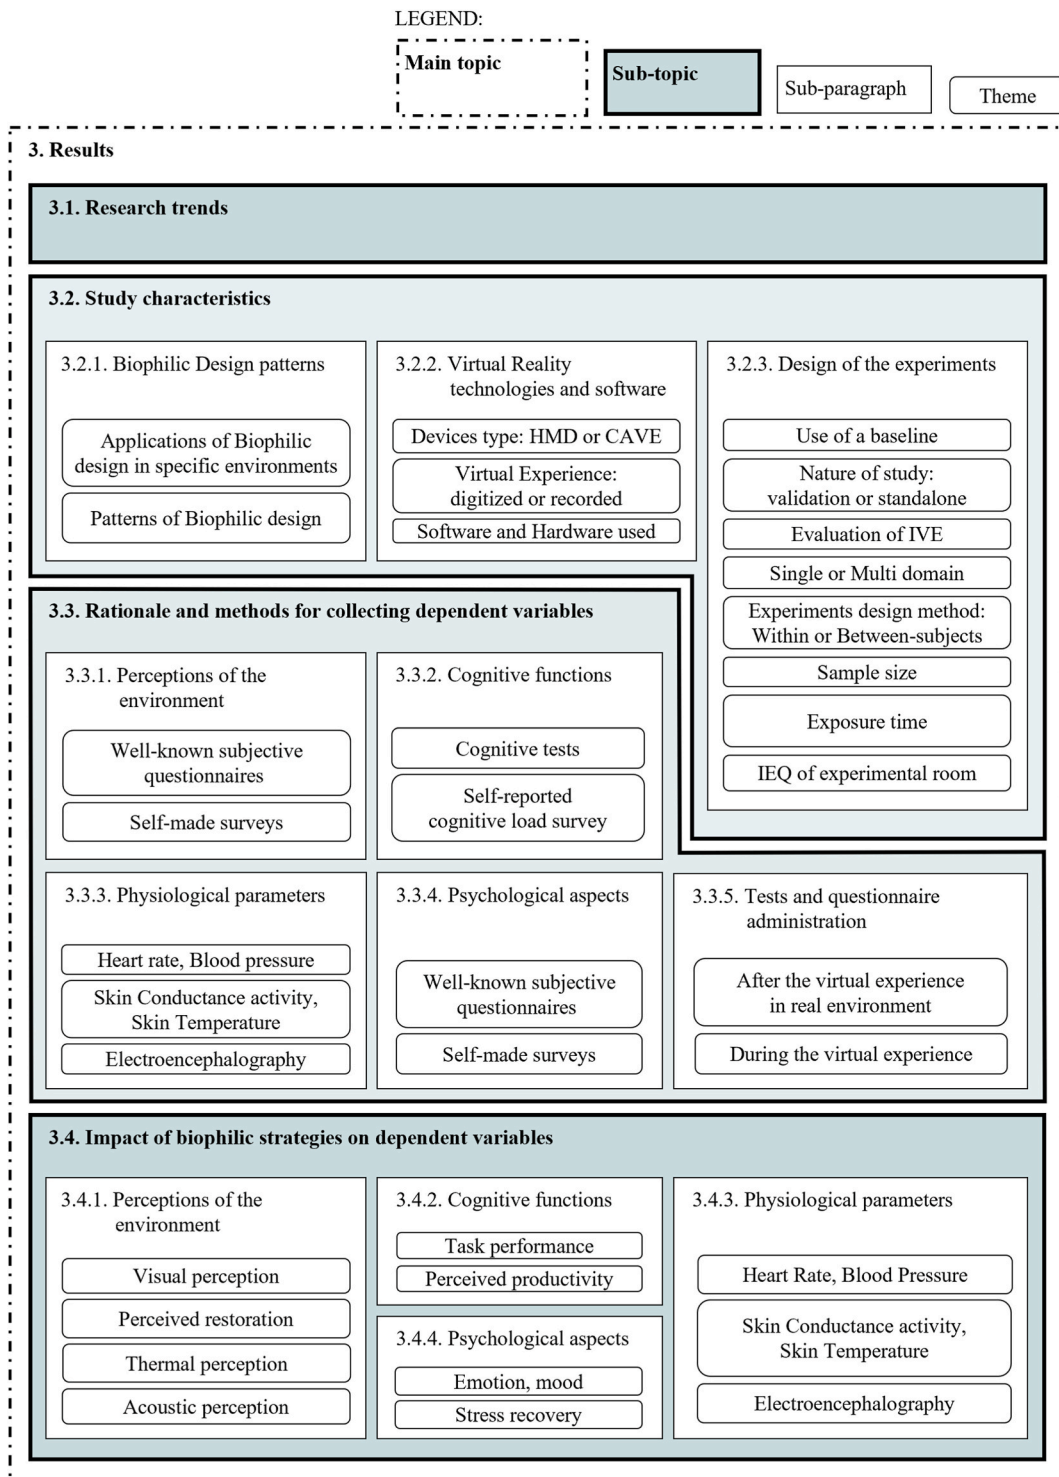 LEGEND:
Main topic
Sub-topic
Sub-paragraph
Theme
3. Results
3.1. Research trends
3.2. Study characteristics
3.2.1. Biophilic Design patterns
Applications of Biophilic
design in specific environments
Patterns of Biophilic design
3.2.2. Virtual Reality
technologies and software
Devices type: HMD or CAVE
Virtual Experience:
digitized or recorded
Software and Hardware used
3.2.3. Design of the experiments
Use of a baseline
Nature of study:
validation or standalone
Evaluation of IVE
Single or Multi domain
Experiments design method:
Within or Between-subjects
Sample size
Exposure time
IEQ of experimental room
3.3. Rationale and methods for collecting dependent variables
3.3.1. Perceptions of the
environment
Well-known subjective
questionnaires
Self-made surveys
3.3.2. Cognitive functions
Cognitive tests
Self-reported
cognitive load survey
3.3.3. Physiological parameters
Heart rate, Blood pressure
Skin Conductance activity,
Skin Temperature
Electroencephalography
3.3.4. Psychological aspects
Well-known subjective
questionnaires
Self-made surveys
3.3.5. Tests and questionnaire
administration
After the virtual experience
in real environment
During the virtual experience
3.4. Impact of biophilic strategies on dependent variables
3.4.1. Perceptions of the
environment
Visual perception
Perceived restoration
Thermal perception
Acoustic perception
3.4.2. Cognitive functions
Task performance
Perceived productivity
3.4.4. Psychological aspects
Emotion, mood
Stress recovery
3.4.3. Physiological parameters
Heart Rate, Blood Pressure
Skin Conductance activity,
Skin Temperature
Electroencephalography